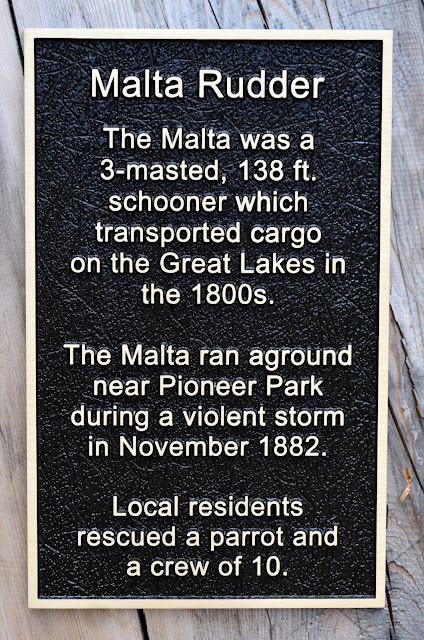 Malta Rudder
The Malta was a
3-masted, 138 ft.
schooner which
transported cargo
on the Great Lakes in
the 1800s.
The Malta ran aground
near Pioneer Park
during a violent storm
in November 1882.
Local residents
rescued a parrot and
a crew of 10.